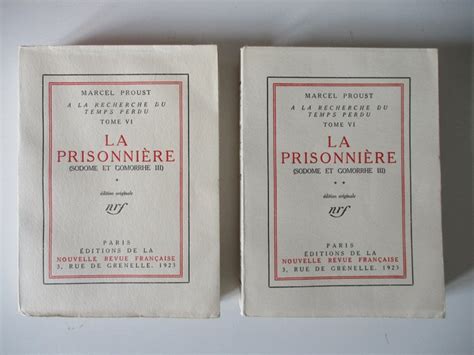 MARCEL PROUST
A LA RECHERCHE DU
TEMPS PERDU
TOME VI
LA
PRISONNIÈRE
(SODOME ET GOMORRHE III)
*
édition originale
nrf
PARIS
ÉDITIONS DE LA
NOUVELLE REVUE FRANÇAISE
3, RUE DE GRENELLE. 1923
MARCEL PROUST
A LA RECHERCHE DU
TEMPS PERDU
TOME VI
LA
PRISONNIÈRE
(SODOME ET GOMORRHE III)
* *
édition originale
nrf
PARIS
ÉDITIONS DE LA
NOUVELLE REVUE FRANÇAISE
3, RUE DE GRENELLE. 1923